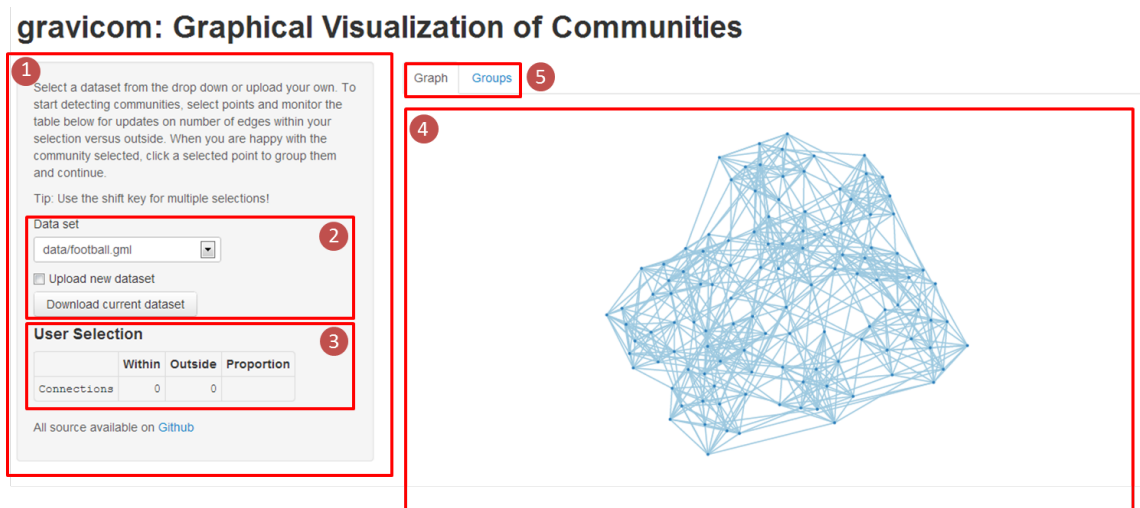 gravicom: Graphical Visualization of Communities
1
Select a dataset from the drop down or upload your own. To
start detecting communities, select points and monitor the
table below for updates on number of edges within your
selection versus outside. When you are happy with the
community selected, click a selected point to group them
and continue.
Tip: Use the shift key for multiple selections!
Data set
2
data/football.gml
Upload new dataset
Download current dataset
User Selection
3
Within Outside Proportion
Connections 0 0
All source available on Github
Graph Groups 5
4